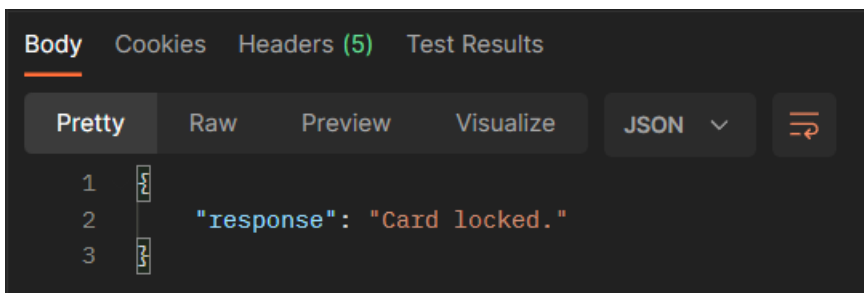 Body Cookies Headers (5) Test Results
Pretty Raw Preview Visualize JSON
1 {
2 "response": "Card locked."
3 }